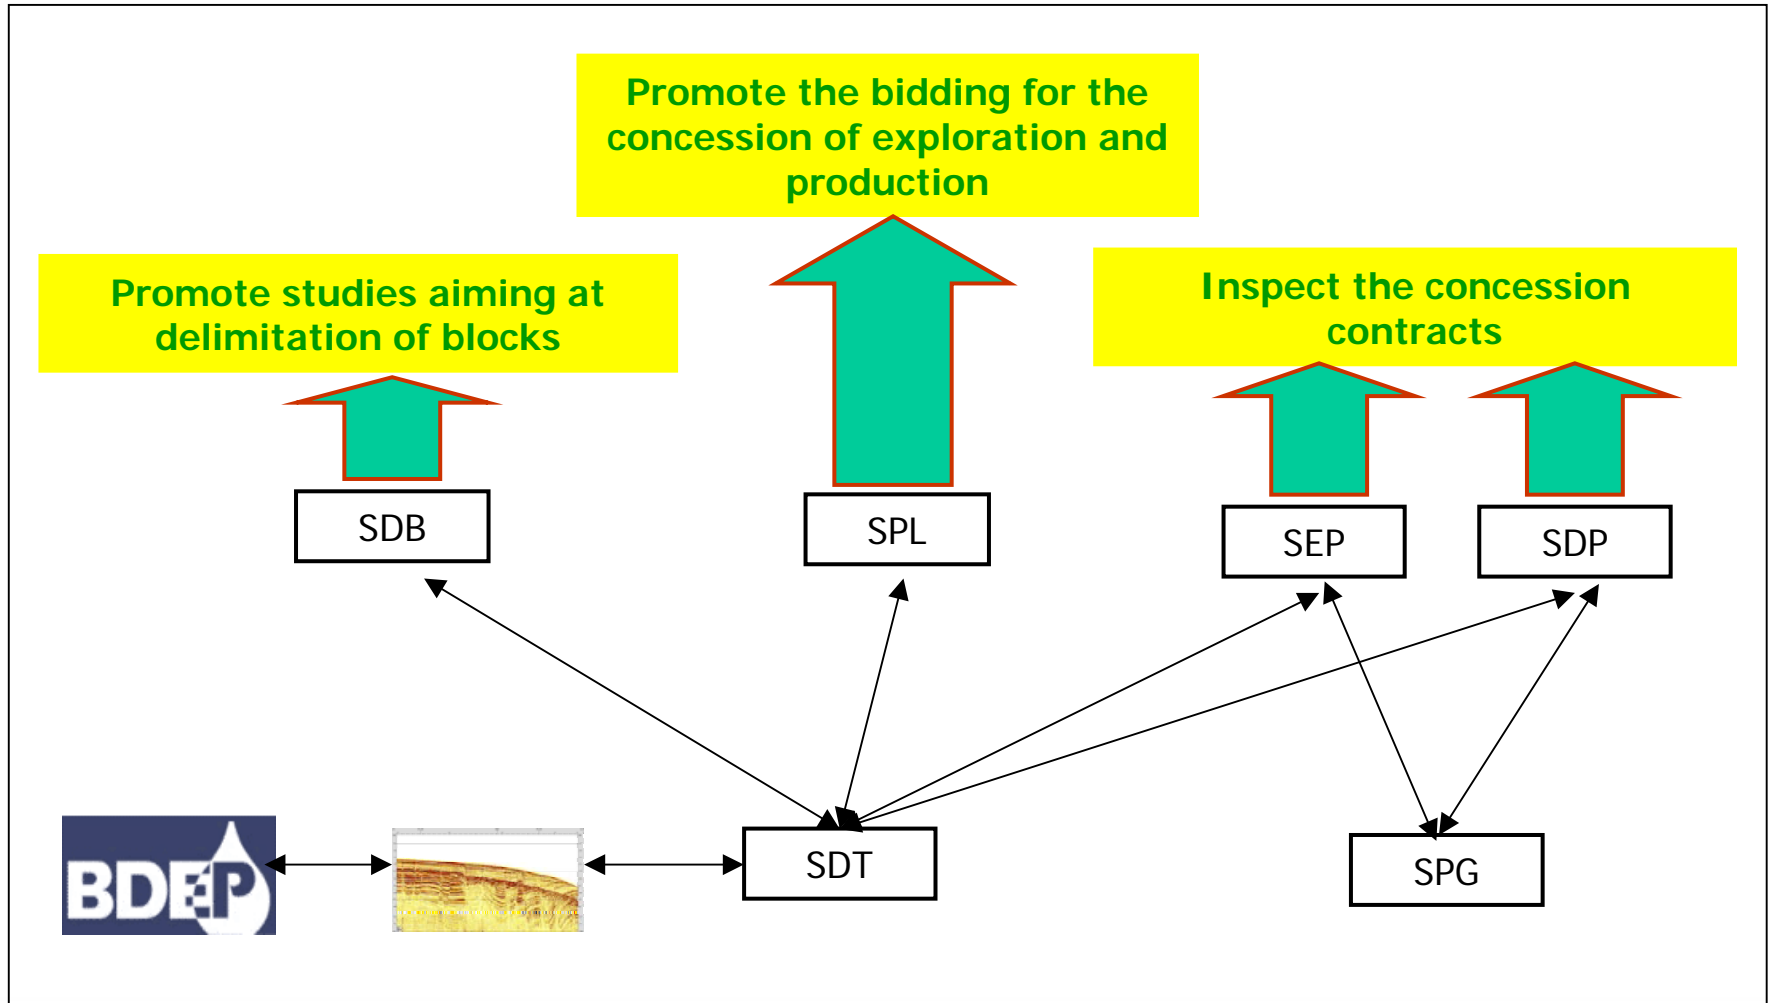 Promote the bidding for the
concession of exploration and
production
Promote studies aiming at
delimitation of blocks
Inspect the concession
contracts
SDB
SPL
SEP
SDP
BDEP
SDT
SPG